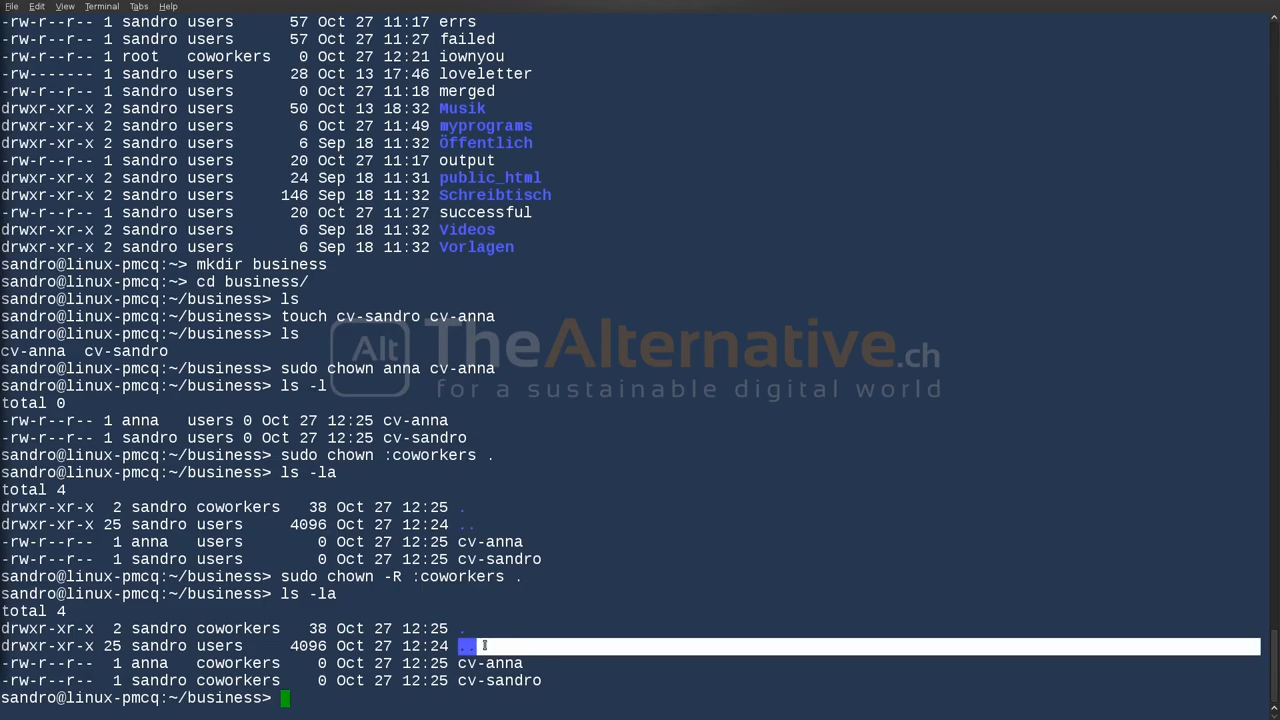 File Edit View Terminal Tabs Help
-rw-r--r-- 1 sandro users 57 Oct 27 11:17 errs
-rw-r--r-- 1 sandro users 57 Oct 27 11:27 failed
-rw-r--r-- 1 root coworkers 0 Oct 27 12:21 iownyou
-rw------- 1 sandro users 28 Oct 13 17:46 loveletter
-rw-r--r-- 1 sandro users 0 Oct 27 11:18 merged
drwxr-xr-x 2 sandro users 50 Oct 13 18:32 Musik
drwxr-xr-x 2 sandro users 6 Oct 27 11:49 myprograms
drwxr-xr-x 2 sandro users 6 Sep 18 11:32 Öffentlich
-rw-r--r-- 1 sandro users 20 Oct 27 11:17 output
drwxr-xr-x 2 sandro users 24 Sep 18 11:31 public_html
drwxr-xr-x 2 sandro users 146 Sep 18 11:32 Schreibtisch
-rw-r--r-- 1 sandro users 20 Oct 27 11:27 successful
drwxr-xr-x 2 sandro users 6 Sep 18 11:32 Videos
drwxr-xr-x 2 sandro users 6 Sep 18 11:32 Vorlagen
sandro@linux-pmcq:~> mkdir business
sandro@linux-pmcq:~> cd business/
sandro@linux-pmcq:~/business> ls
sandro@linux-pmcq:~/business> touch cv-sandro cv-anna
sandro@linux-pmcq:~/business> ls
cv-anna cv-sandro
Alt TheAlternative.ch
for a sustainable digital world
sandro@linux-pmcq:~/business> sudo chown anna cv-anna
sandro@linux-pmcq:~/business> ls -l
total 0
-rw-r--r-- 1 anna users 0 Oct 27 12:25 cv-anna
-rw-r--r-- 1 sandro users 0 Oct 27 12:25 cv-sandro
sandro@linux-pmcq:~/business> sudo chown :coworkers .
sandro@linux-pmcq:~/business> ls -la
total 4
drwxr-xr-x 2 sandro coworkers 38 Oct 27 12:25 .
drwxr-xr-x 25 sandro users 4096 Oct 27 12:24 ..
-rw-r--r-- 1 anna users 0 Oct 27 12:25 cv-anna
-rw-r--r-- 1 sandro users 0 Oct 27 12:25 cv-sandro
sandro@linux-pmcq:~/business> sudo chown -R :coworkers .
sandro@linux-pmcq:~/business> ls -la
total 4
drwxr-xr-x 2 sandro coworkers 38 Oct 27 12:25 .
drwxr-xr-x 25 sandro users 4096 Oct 27 12:24 ..
-rw-r--r-- 1 anna coworkers 0 Oct 27 12:25 cv-anna
-rw-r--r-- 1 sandro coworkers 0 Oct 27 12:25 cv-sandro
sandro@linux-pmcq:~/business>